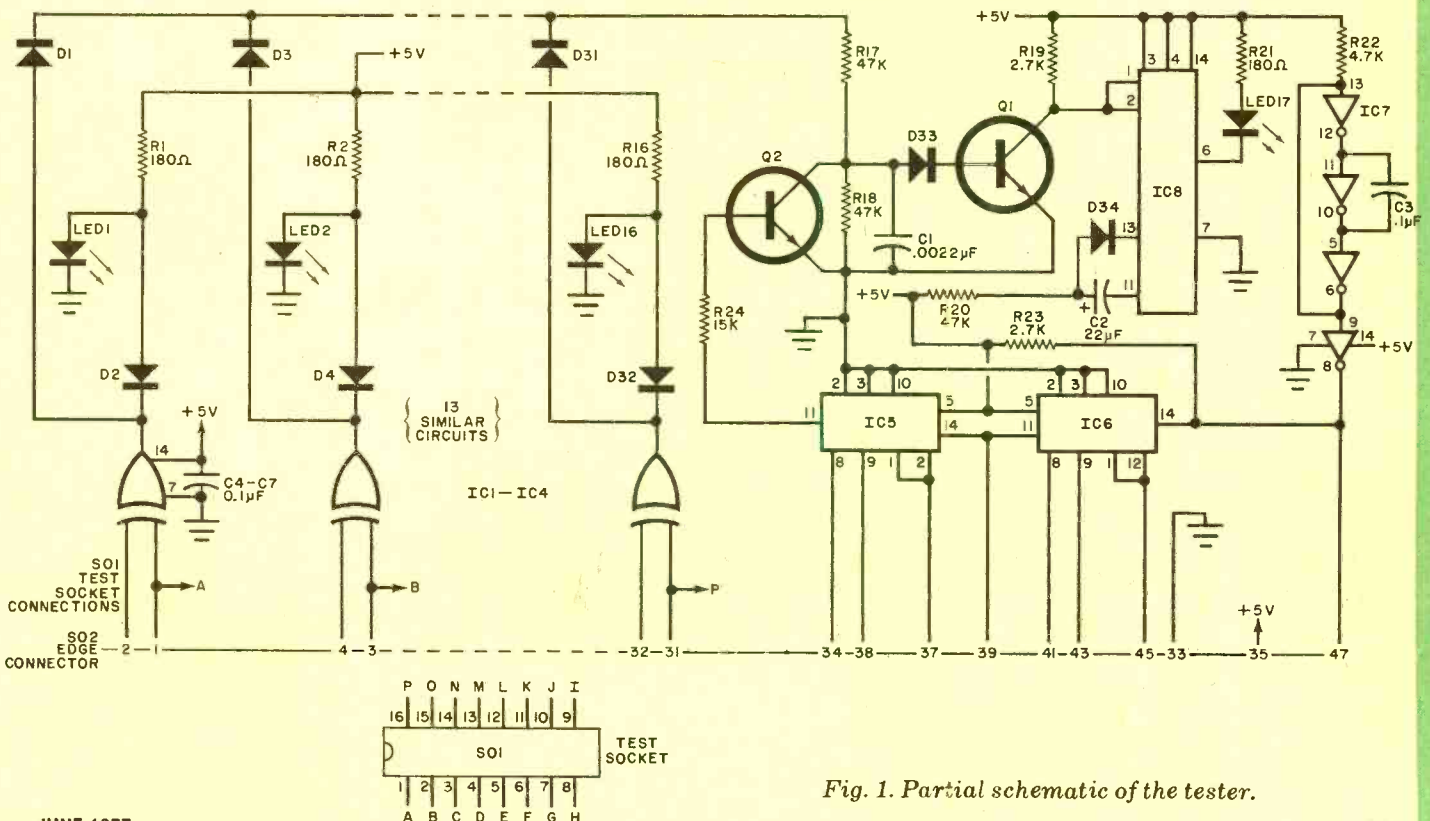 +5V
D1
D3
D31
R17
47K
R19
2.7K
3 4 14
R21
180Ω
R22
4.7K
+5V
R1
180Ω
R2
180Ω
R16
180Ω
Q2
D33
Q1
1
2
IC8
LED17
6
13
IC7
12
11
10
C3
.1µF
LED1
LED2
LED16
R18
47K
C1
.0022µF
D34
13
7
5
6
R24
15K
+5V
R20
47K
C2
22µF
11
R23
2.7K
9
7 14
+5V
8
D2
D4
D32
{ 13 SIMILAR CIRCUITS }
2 3 10
11 IC5 5
14
8 9 1 2
2 3 10
5 IC6 14
11
8 9 1 12
+5V
14
C4-C7
0.1µF
7
IC1-IC4
SO1
TEST
SOCKET
CONNECTIONS
A
B
P
+5V
SO2
EDGE
CONNECTOR
2-1 4-3 32-31 34-38 37 39 41-43 45-33 35 47
P O N M L K J I
16 15 14 13 12 11 10 9
SO1
TEST
SOCKET
1 2 3 4 5 6 7 8
A B C D E F G H
Fig. 1. Partial schematic of the tester.